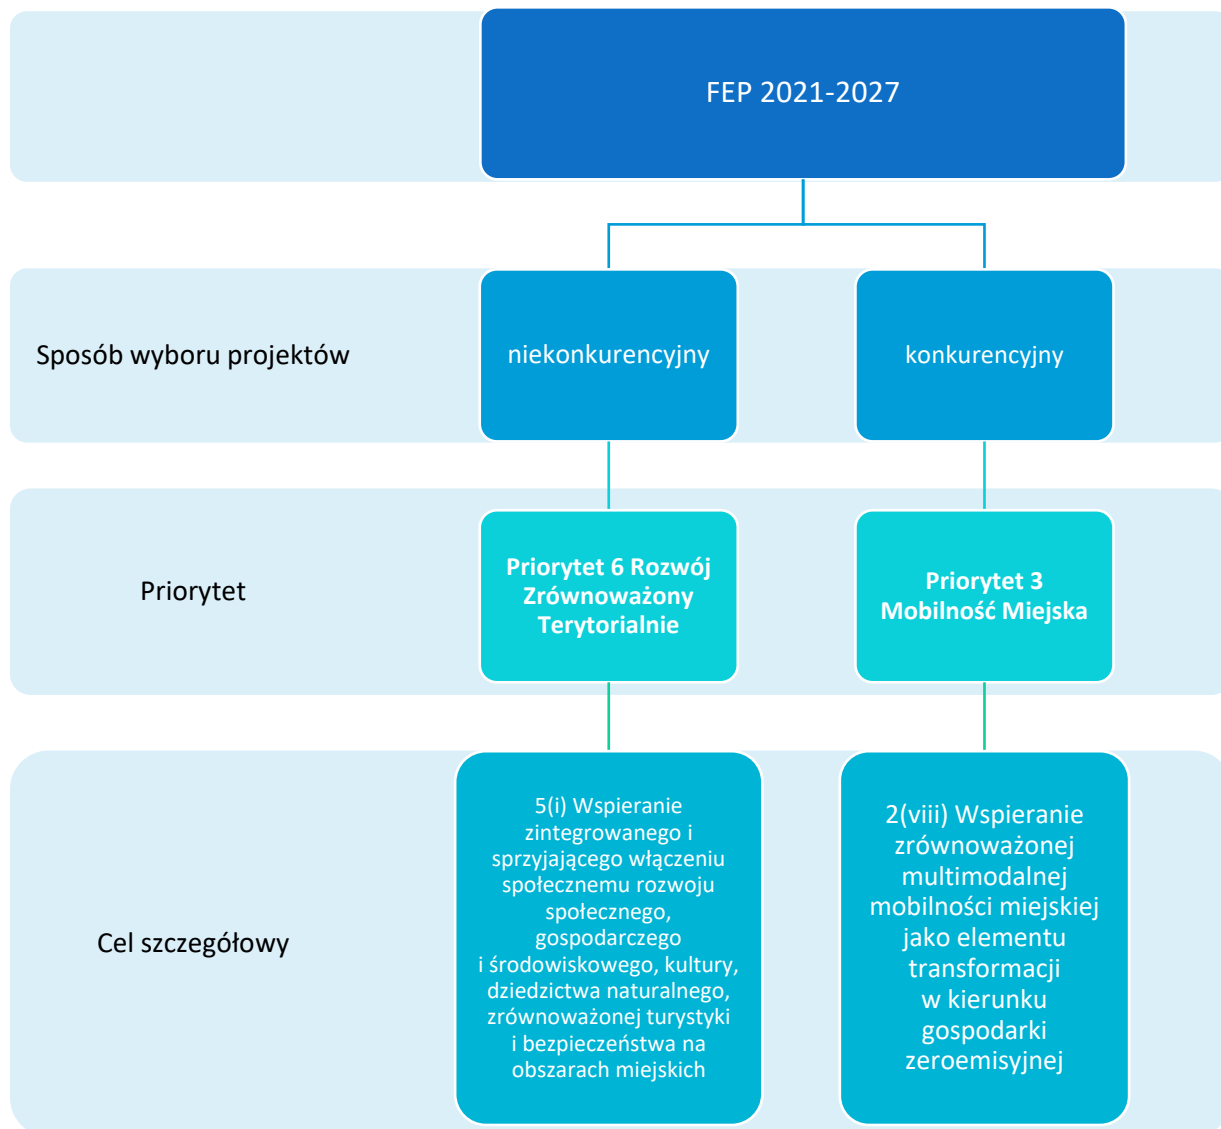 FEP 2021-2027
Sposób wyboru projektów
niekonkurencyjny
konkurencyjny
Priorytet
Priorytet 6 Rozwój
Zrównoważony
Terytorialnie
Priorytet 3
Mobilność Miejska
Cel szczegółowy
5(i) Wspieranie
zintegrowanego i
sprzyjającego włączeniu
społecznemu rozwoju
społecznego,
gospodarczego
i środowiskowego, kultury,
dziedzictwa naturalnego,
zrównoważonej turystyki
i bezpieczeństwa na
obszarach miejskich
2(viii) Wspieranie
zrównoważonej
multimodalnej
mobilności miejskiej
jako elementu
transformacji
w kierunku
gospodarki
zeroemisyjnej